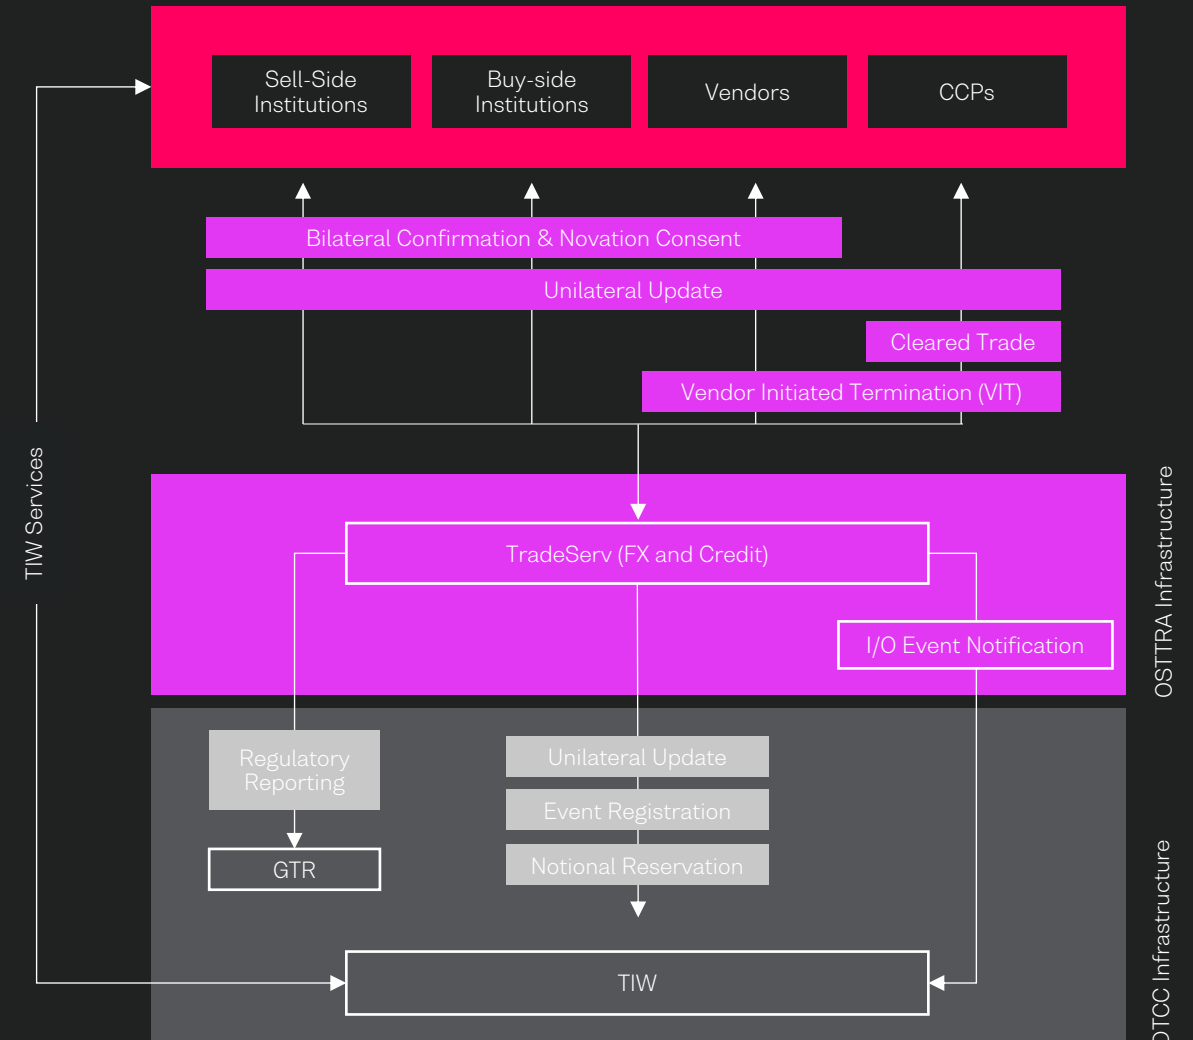 Sell-Side
Institutions
Buy-side
Institutions
Vendors
CCPs
Bilateral Confirmation & Novation Consent
Unilateral Update
Cleared Trade
Vendor Initiated Termination (VIT)
TIW Services
OSTTRA Infrastructure
TradeServ (FX and Credit)
I/O Event Notification
Regulatory
Reporting
GTR
Unilateral Update
Event Registration
Notional Reservation
TIW
DTCC Infrastructure